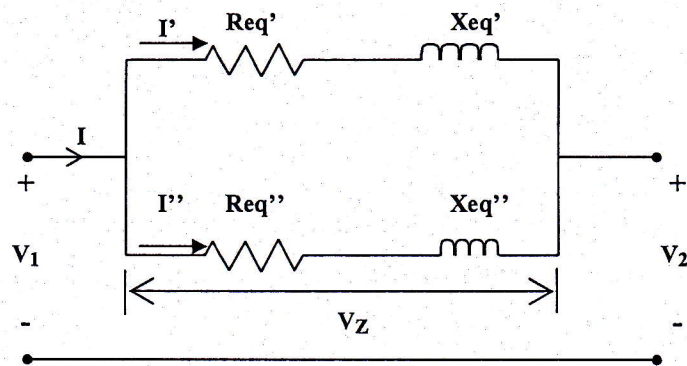 I' Req' Xeq'
I
+ +
I'' Req'' Xeq''
V1 V2
VZ
- -